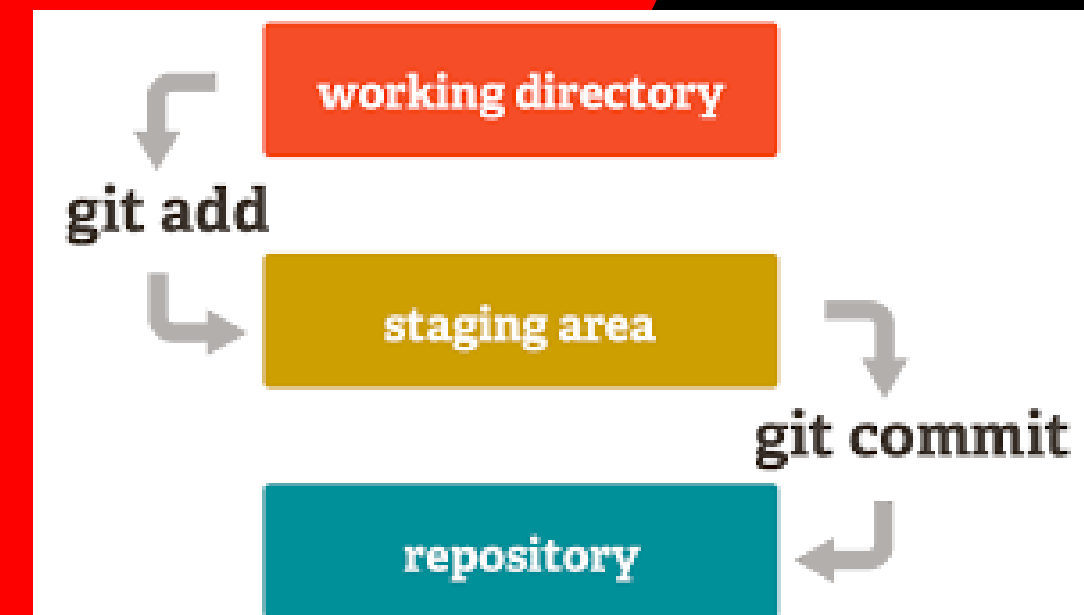 working directory
git add
staging area
git commit
repository